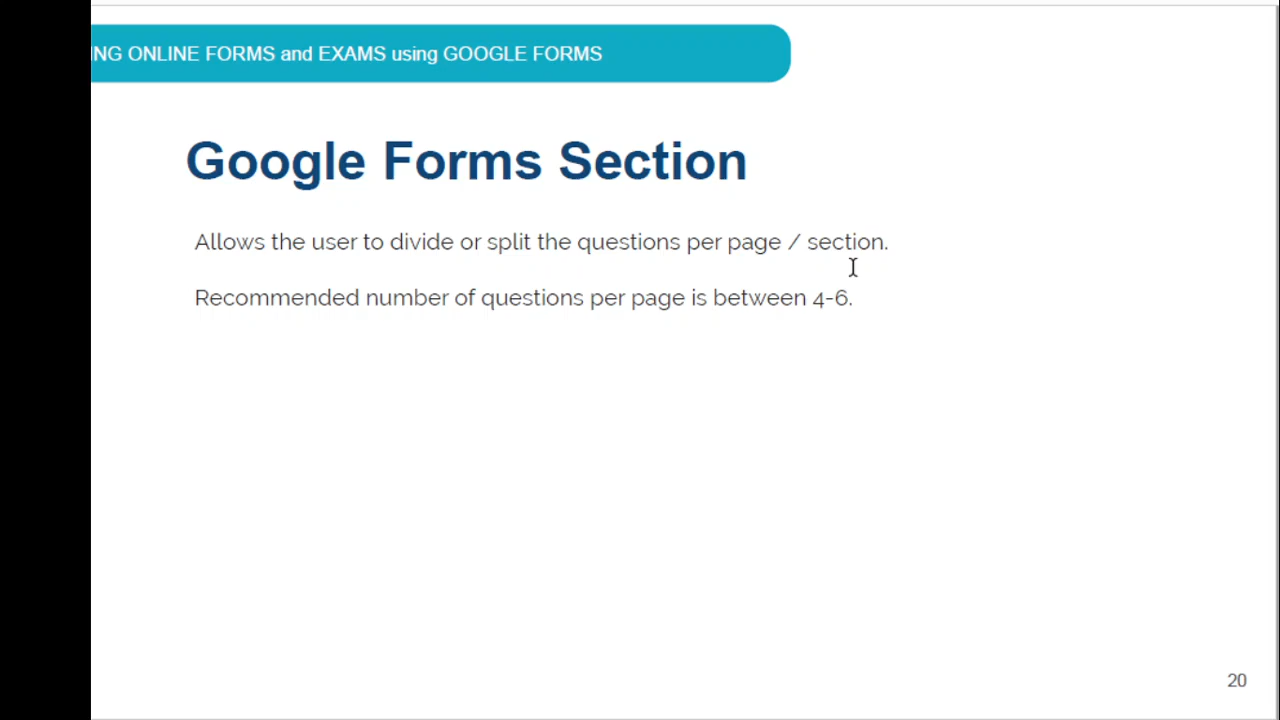 ING ONLINE FORMS and EXAMS using GOOGLE FORMS
Google Forms Section
Allows the user to divide or split the questions per page / section.
Recommended number of questions per page is between 4-6.
20